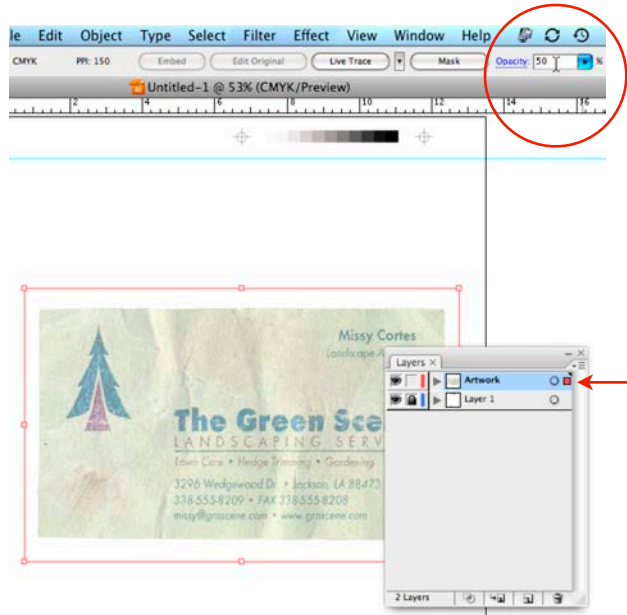 le Edit Object Type Select Filter Effect View Window Help
CMYK PPI: 150 Embed Edit Original Live Trace Mask Opacity: 50 %
Untitled-1 @ 53% (CMYK/Preview)
2 4 6 8 10 12 14 16
Missy Cortes
Landscape A
Layers ×
Artwork
Layer 1
The Green Sce
LANDSCAPING SERV
Lawn Care • Hedge Trimming • Gardening
3296 Wedgewood Dr. • Jackson, LA 88473
338-555-8209 • FAX 338-555-8208
missy@grnscene.com • www.grnscene.com
2 Layers